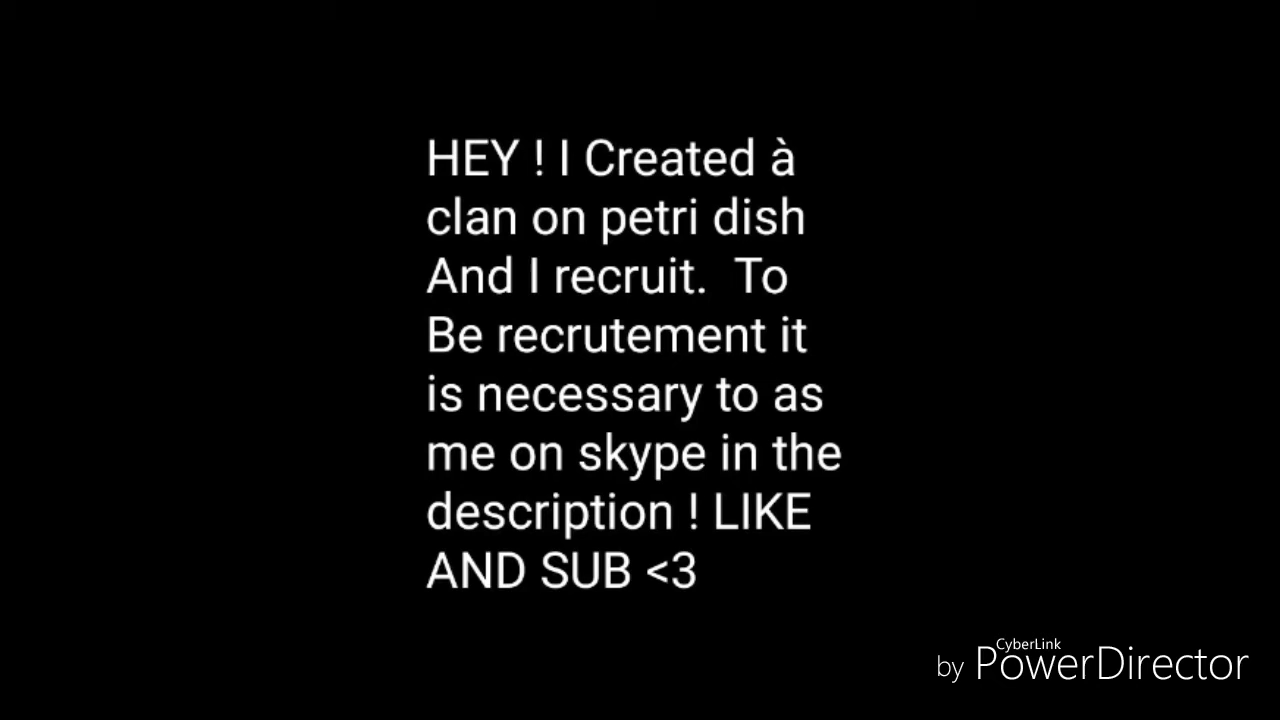 HEY ! I Created à
clan on petri dish
And I recruit.  To
Be recrutement it
is necessary to as
me on skype in the
description ! LIKE
AND SUB <3
CyberLink
by PowerDirector